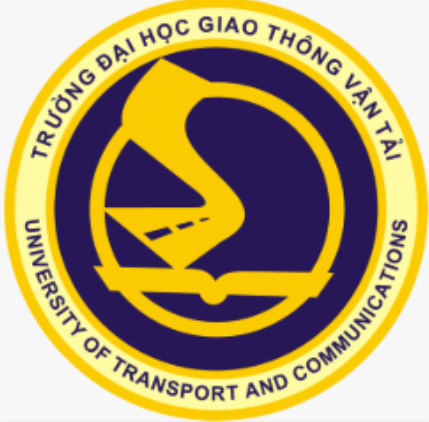 TRƯỜNG ĐẠI HỌC GIAO THÔNG VẬN TẢI
UNIVERSITY OF TRANSPORT AND COMMUNICATIONS